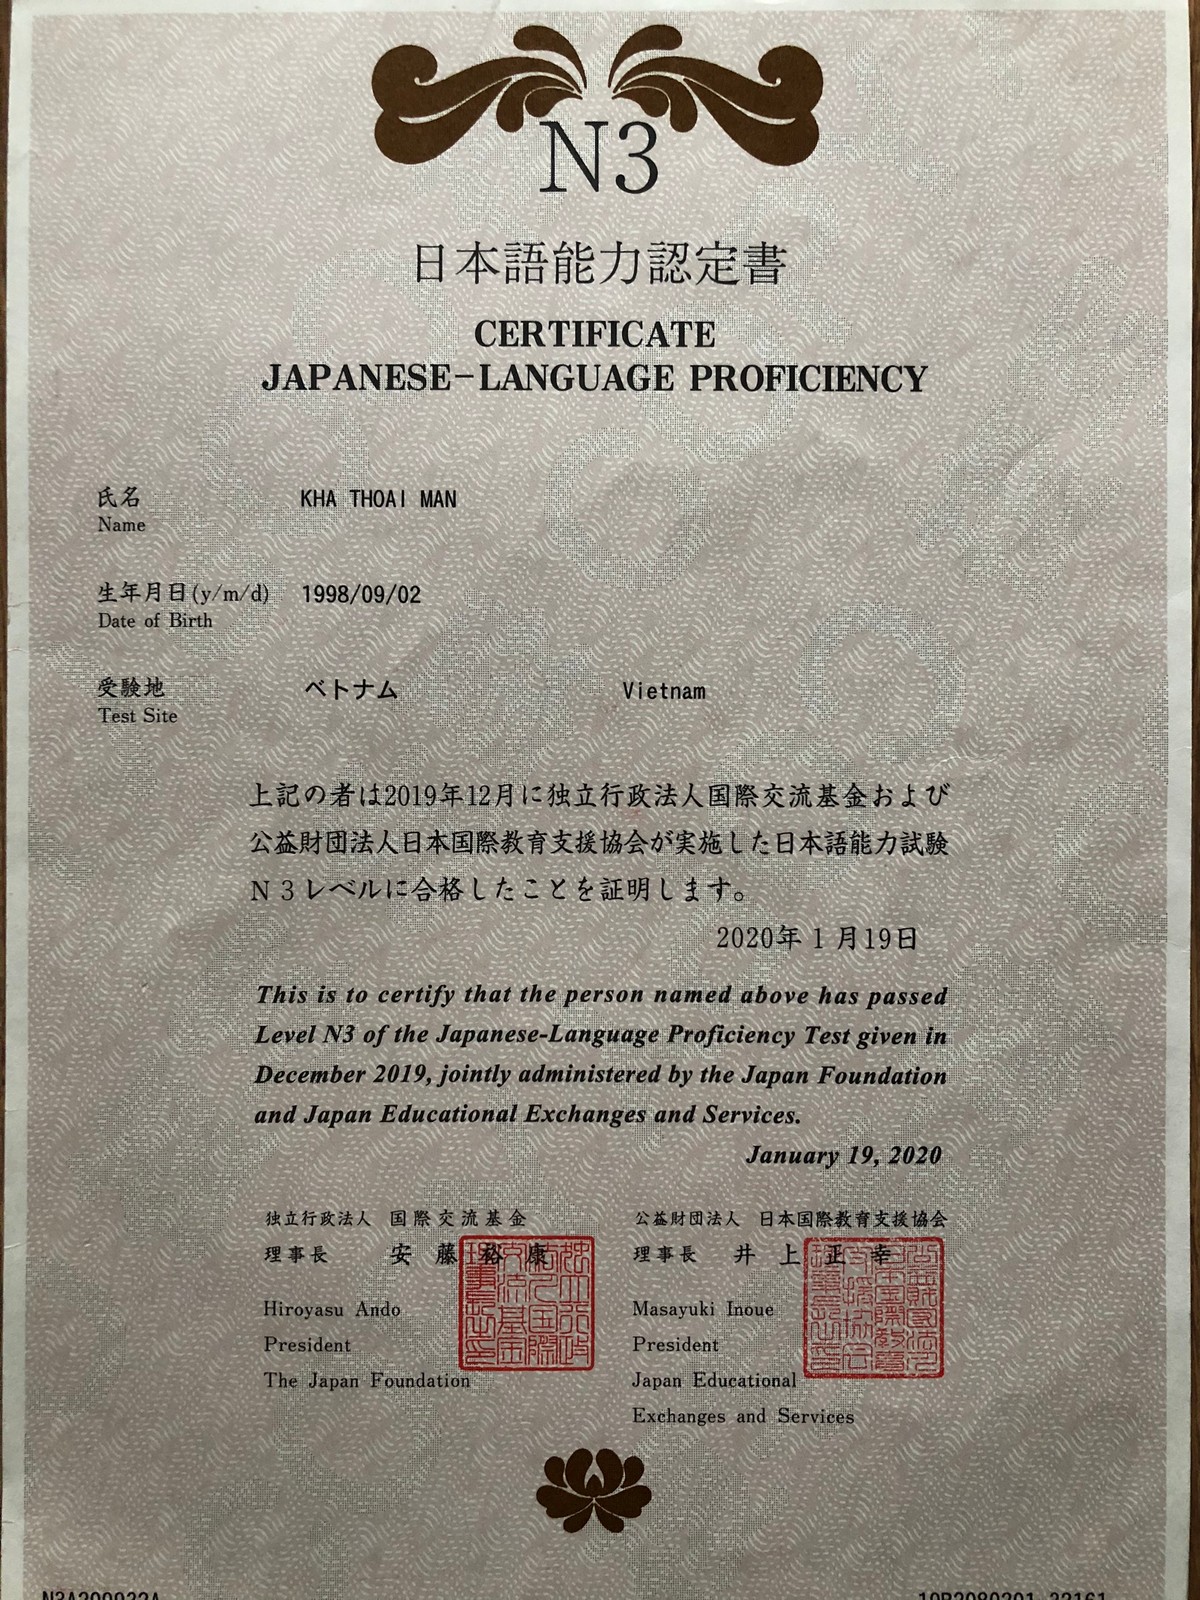 N3
日本語能力認定書
CERTIFICATE
JAPANESE-LANGUAGE PROFICIENCY
氏名 KHA THOAI MAN
Name
生年月日(y/m/d) 1998/09/02
Date of Birth
受験地 ベトナム Vietnam
Test Site
上記の者は2019年12月に独立行政法人国際交流基金および
公益財団法人日本国際教育支援協会が実施した日本語能力試験
N3レベルに合格したことを証明します。
2020年1月19日
This is to certify that the person named above has passed
Level N3 of the Japanese-Language Proficiency Test given in
December 2019, jointly administered by the Japan Foundation
and Japan Educational Exchanges and Services.
January 19, 2020
独立行政法人 国際交流基金
理事長 安藤裕康
Hiroyasu Ando
President
The Japan Foundation
公益財団法人 日本国際教育支援協会
理事長 井上正幸
Masayuki Inoue
President
Japan Educational
Exchanges and Services